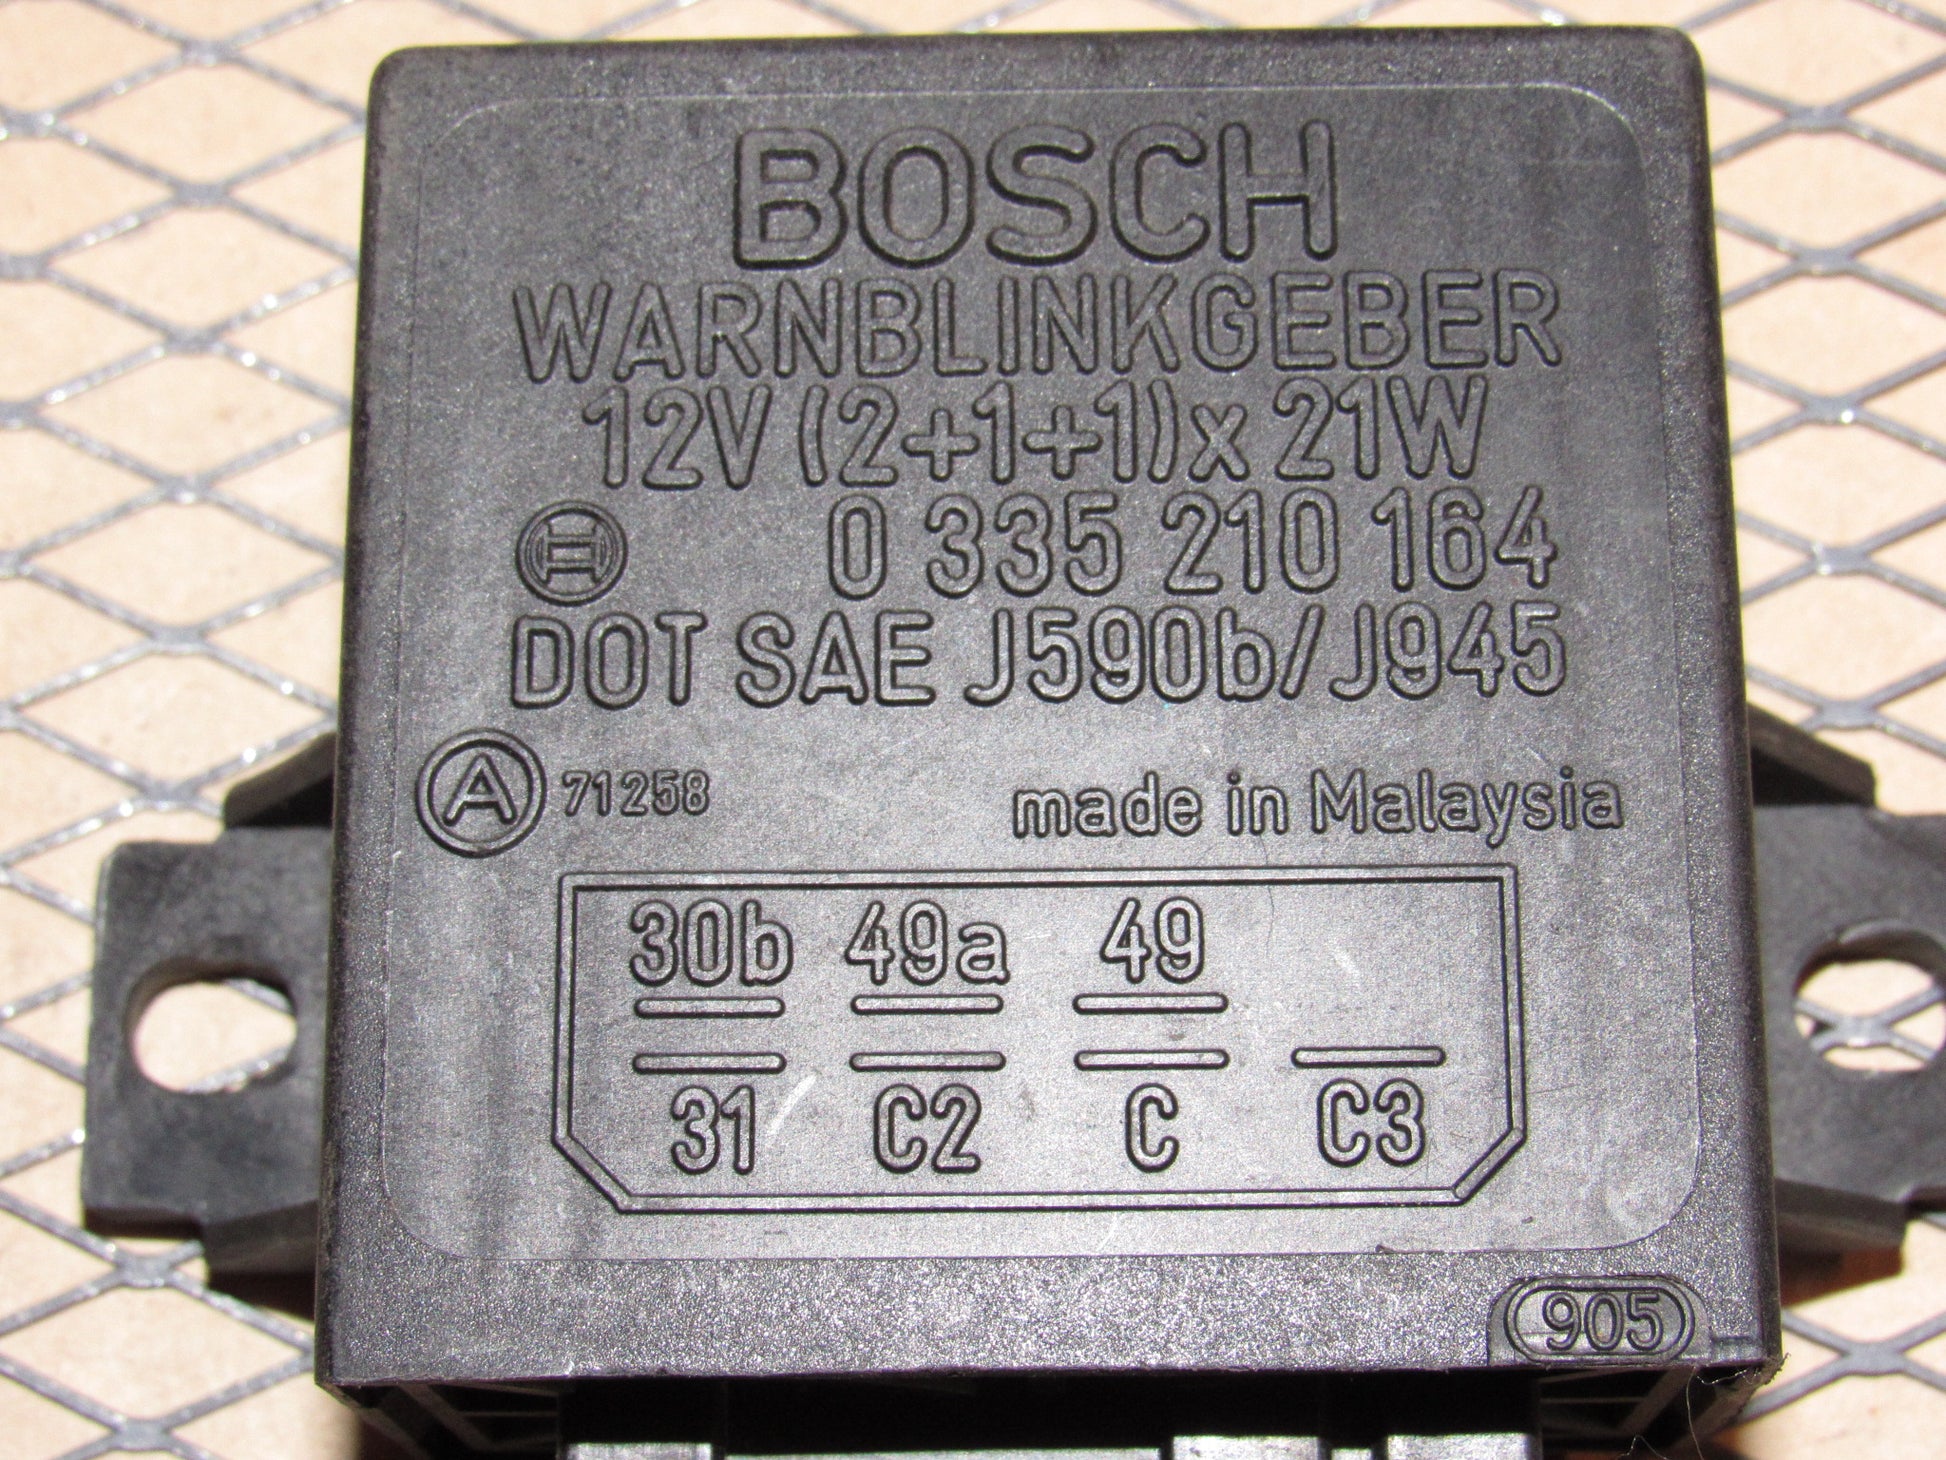 BOSCH
WARNBLINKGEBER
12V (2+1+1)x 21W
0 335 210 164
DOT SAE J590b/J945
A 71258 made in Malaysia
30b 49a 49
31 C2 C C3
905